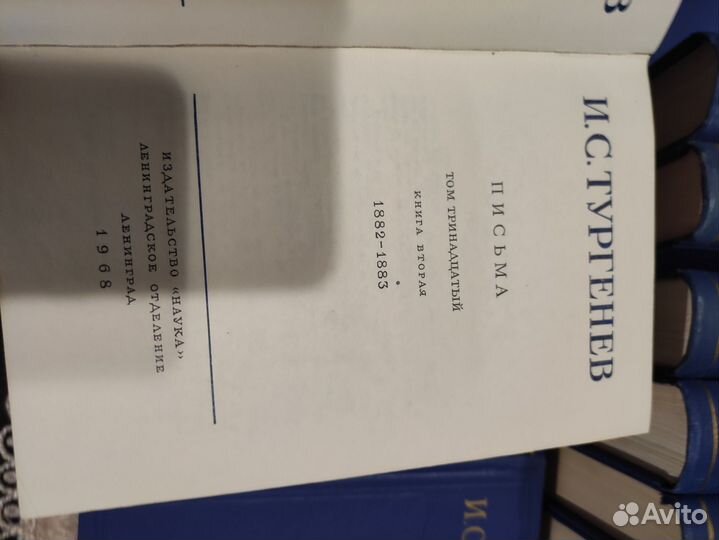 И.С.ТУРГЕНЕВ
ПИСЬМА
ТОМ ТРИНАДЦАТЫЙ
КНИГА ВТОРАЯ
1882–1883
ИЗДАТЕЛЬСТВО «НАУКА»
ЛЕНИНГРАДСКОЕ ОТДЕЛЕНИЕ
ЛЕНИНГРАД
1968
В
И.С
Avito